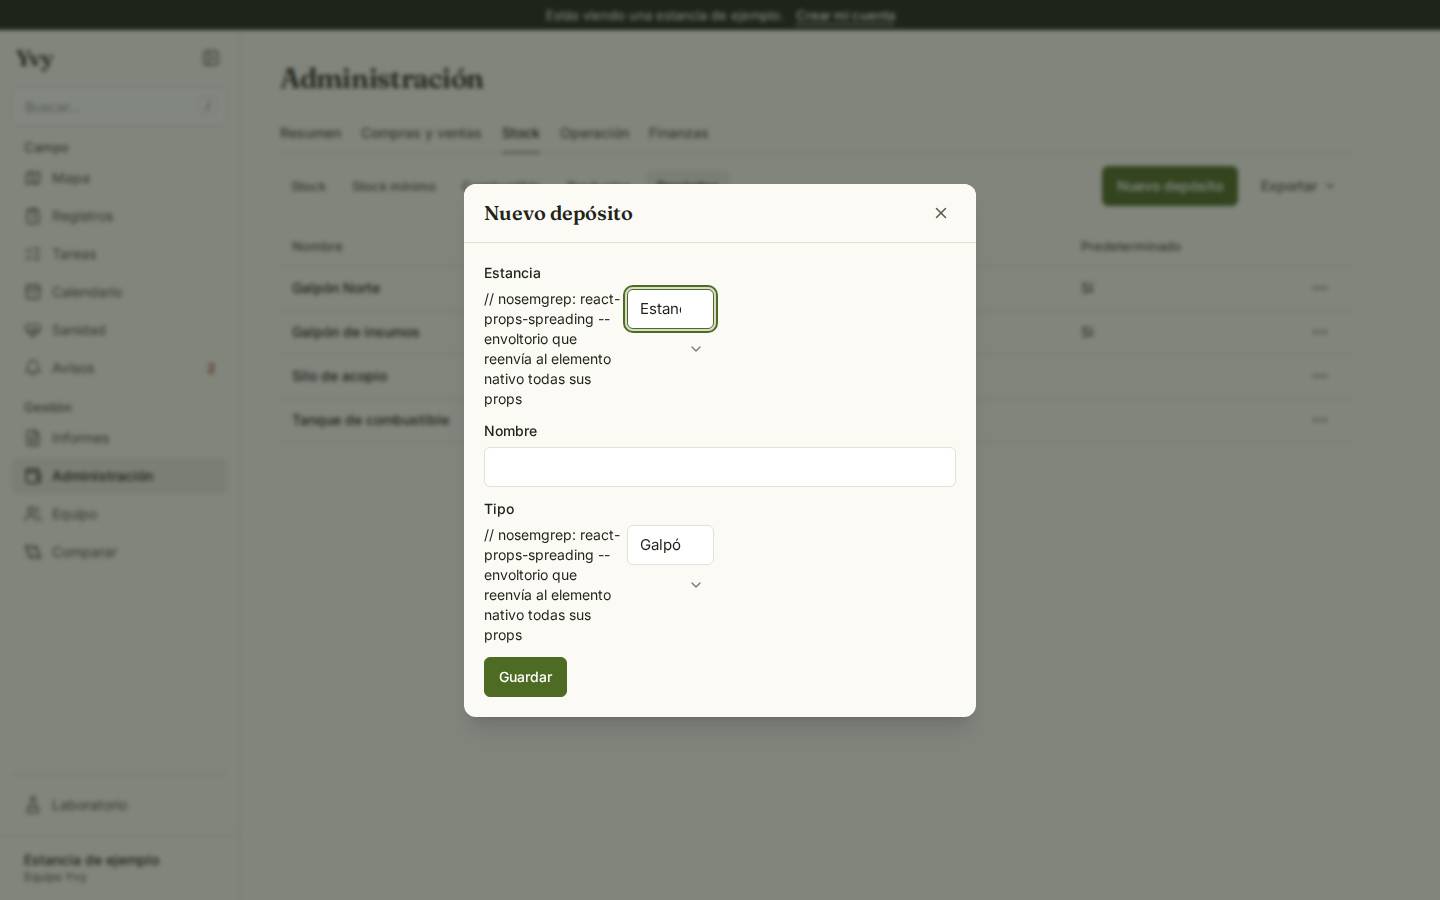 Estás viendo una estancia de ejemplo. Crear mi cuenta
Yvy
Buscar... /
Campo
Mapa
Registros
Tareas
Calendario
Sanidad
Avisos 2
Gestión
Informes
Administración
Equipo
Comparar
Laboratorio
Estancia de ejemplo
Equipo Yvy
Administración
Resumen Compras y ventas Stock Operación Finanzas
Stock Stock mínimo
Nuevo depósito Exportar
Nombre Predeterminado
Galpón Norte Sí
Galpón de insumos Sí
Silo de acopio
Tanque de combustible
Nuevo depósito
Estancia
// nosemgrep: react-
props-spreading --
envoltorio que
reenvía al elemento
nativo todas sus
props
Estanc
Nombre
Tipo
// nosemgrep: react-
props-spreading --
envoltorio que
reenvía al elemento
nativo todas sus
props
Galpó
Guardar